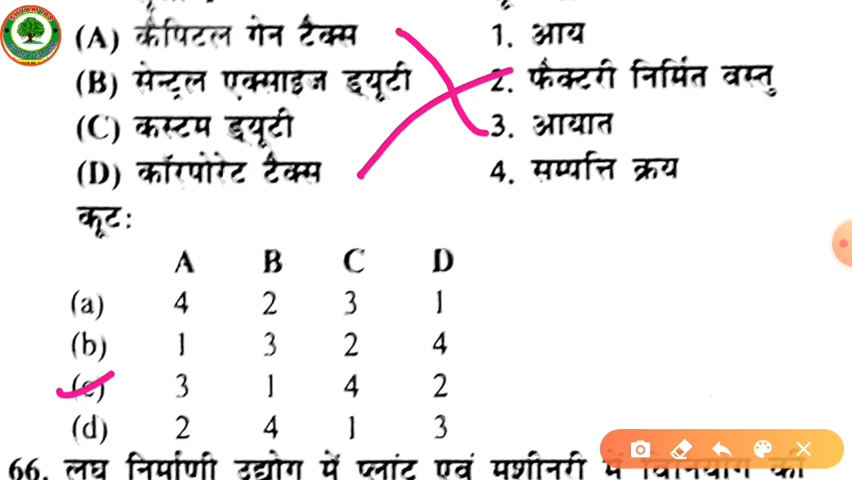 (A) कैपिटल गेन टैक्स 1. आय
(B) सेन्ट्रल एक्साइज ड्यूटी 2. फैक्टरी निर्मित वस्तु
(C) कस्टम ड्यूटी 3. आयात
(D) कॉरपोरेट टैक्स 4. सम्पत्ति क्रय
कूटः
A B C D
(a) 4 2 3 1
(b) 1 3 2 4
(c) 3 1 4 2
(d) 2 4 1 3
66. लघु निर्माणी उद्योग में प्लांट एवं मशीनरी में विनियोग की